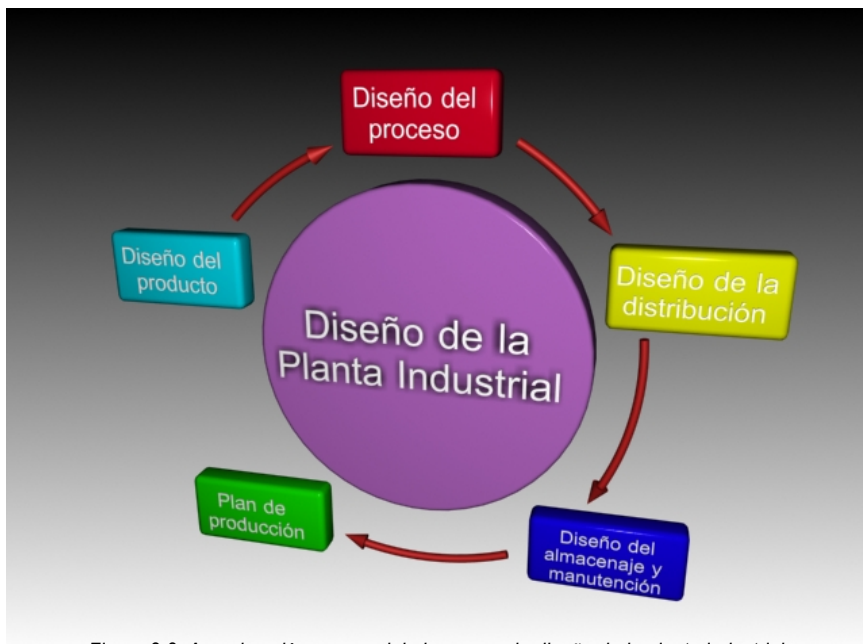 Diseño del
proceso
Diseño del
producto
Diseño de la
distribución
Diseño de la
Planta Industrial
Plan de
producción
Diseño del
almacenaje y
manutención